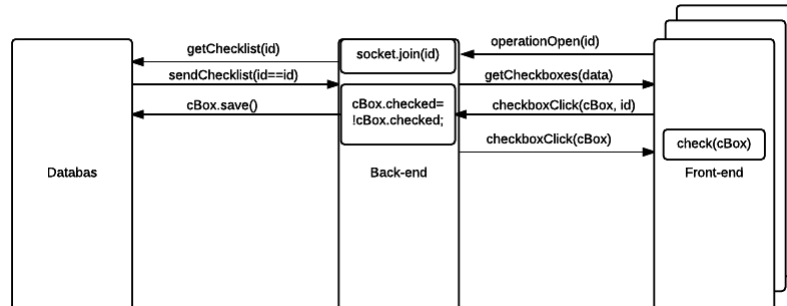 getChecklist(id)
socket.join(id)
operationOpen(id)
sendChecklist(id==id)
getCheckboxes(data)
cBox.save()
cBox.checked=
!cBox.checked;
checkboxClick(cBox, id)
checkboxClick(cBox)
check(cBox)
Databas
Back-end
Front-end